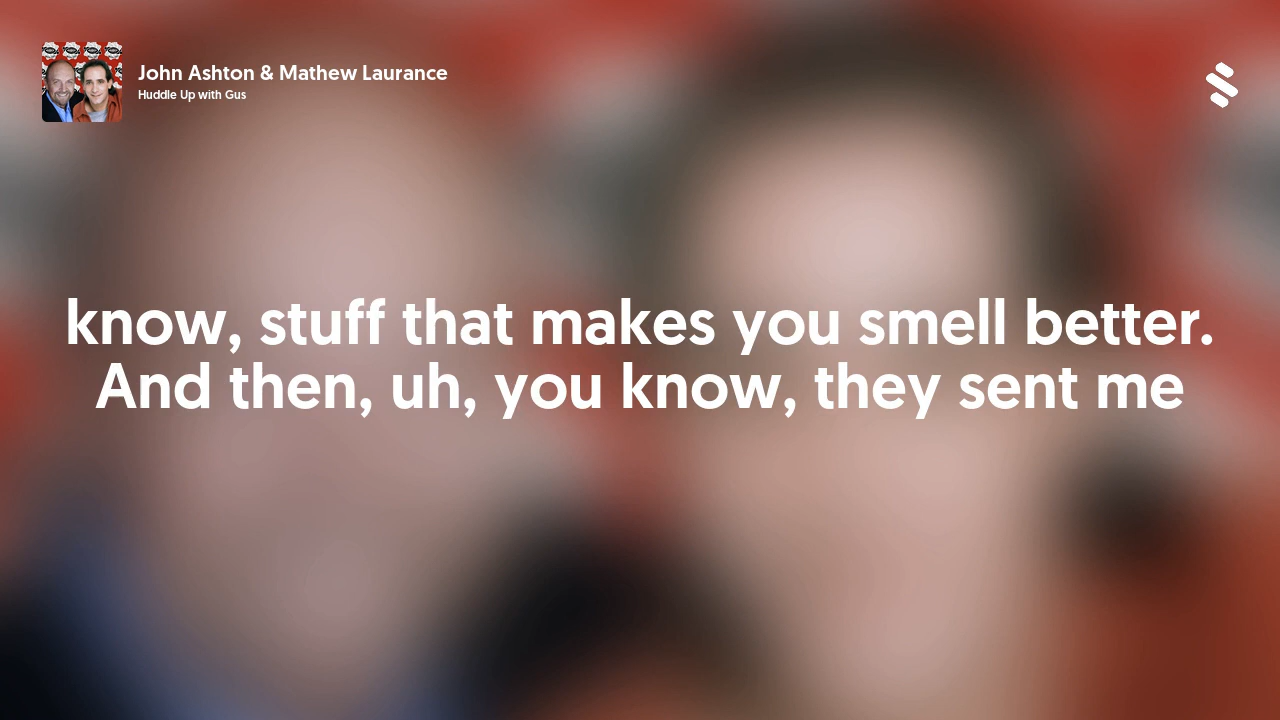 John Ashton & Mathew Laurance
Huddle Up with Gus
know, stuff that makes you smell better.
And then, uh, you know, they sent me